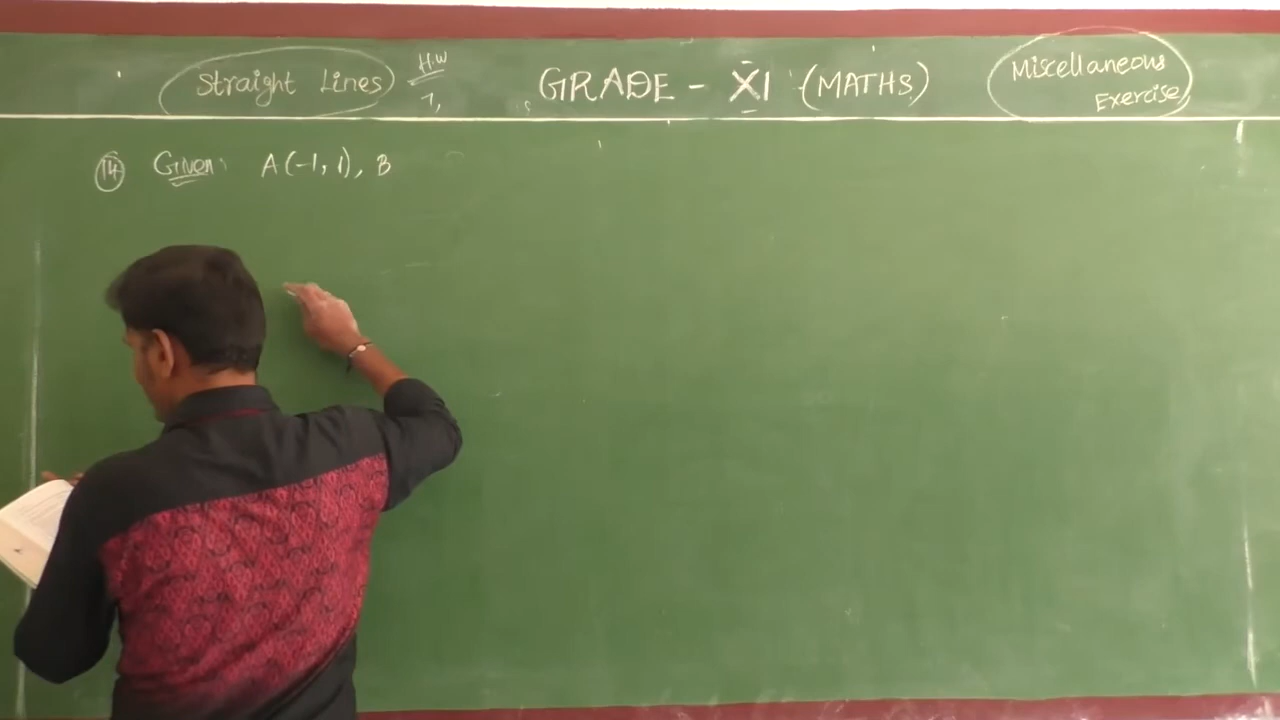 Straight Lines
H.W
7,
GRADE - XI (MATHS)
Miscellaneous
Exercise
14 Given: A(-1, 1), B